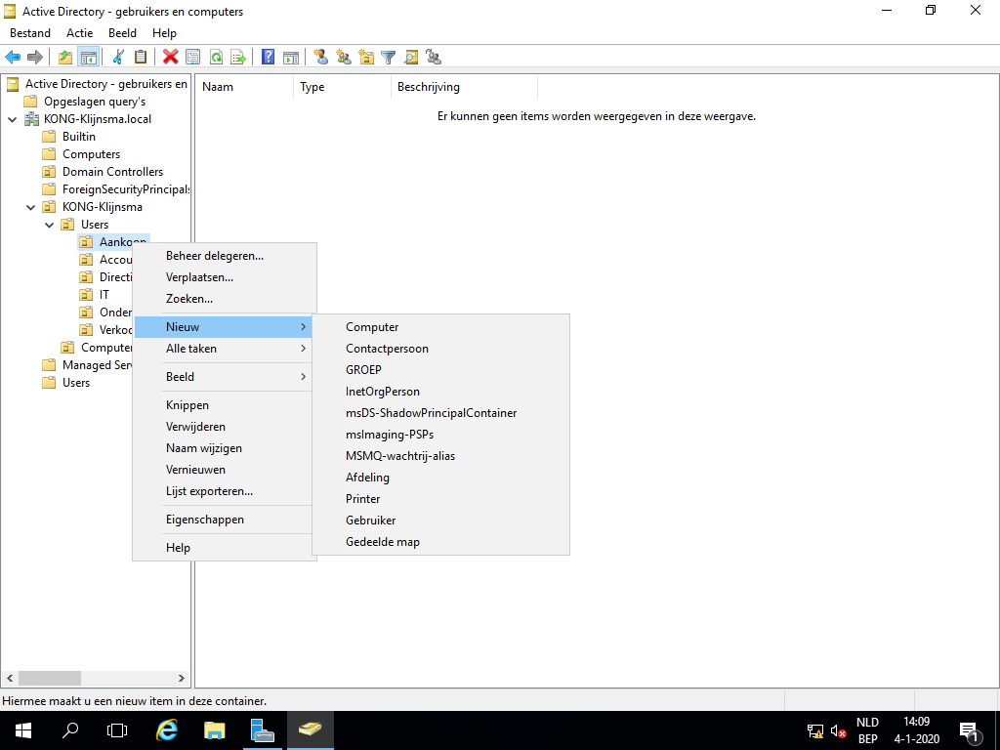 Active Directory - gebruikers en computers
Bestand Actie Beeld Help
Active Directory - gebruikers en
Opgeslagen query's
KONG-Klijnsma.local
Builtin
Computers
Domain Controllers
ForeignSecurityPrincipals
KONG-Klijnsma
Users
Aankoop
Accou
Directi
IT
Onder
Verkoo
Computer
Managed Serv
Users
Naam Type Beschrijving
Er kunnen geen items worden weergegeven in deze weergave.
Beheer delegeren...
Verplaatsen...
Zoeken...
Nieuw
Alle taken
Beeld
Knippen
Verwijderen
Naam wijzigen
Vernieuwen
Lijst exporteren...
Eigenschappen
Help
Computer
Contactpersoon
GROEP
InetOrgPerson
msDS-ShadowPrincipalContainer
msImaging-PSPs
MSMQ-wachtrij-alias
Afdeling
Printer
Gebruiker
Gedeelde map
Hiermee maakt u een nieuw item in deze container.
NLD
BEP
14:09
4-1-2020
1